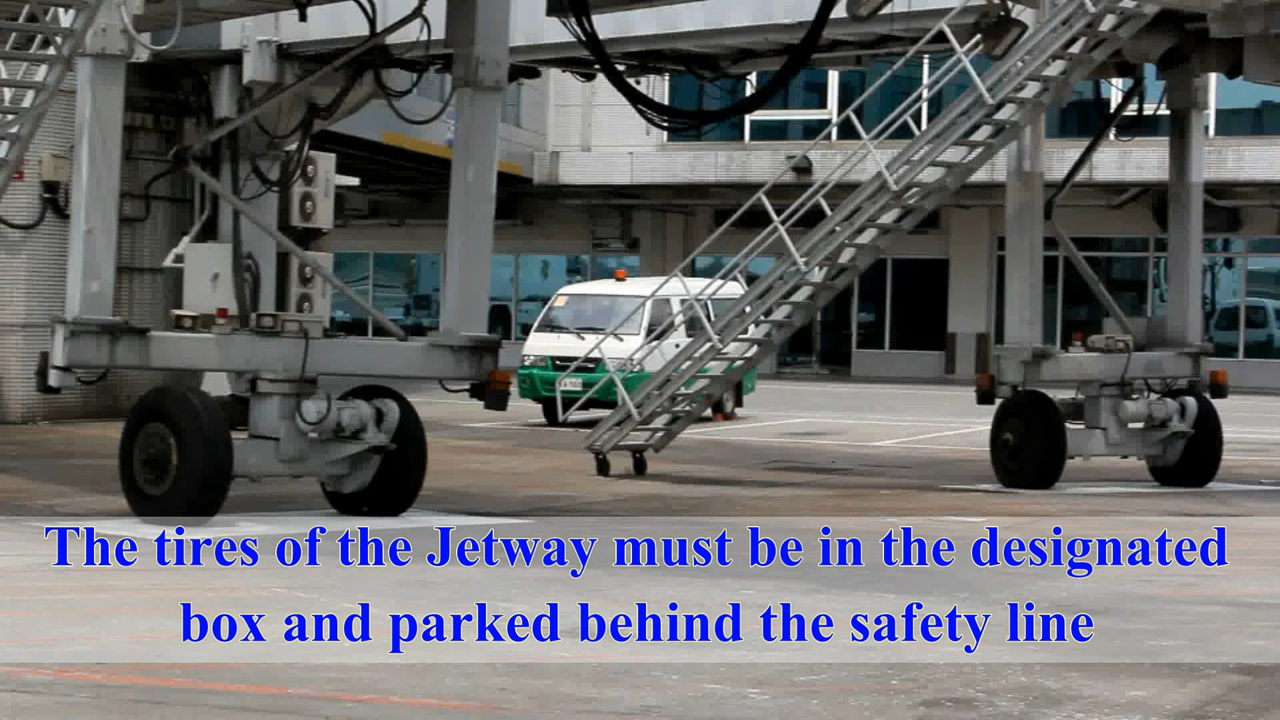 The tires of the Jetway must be in the designated
box and parked behind the safety line